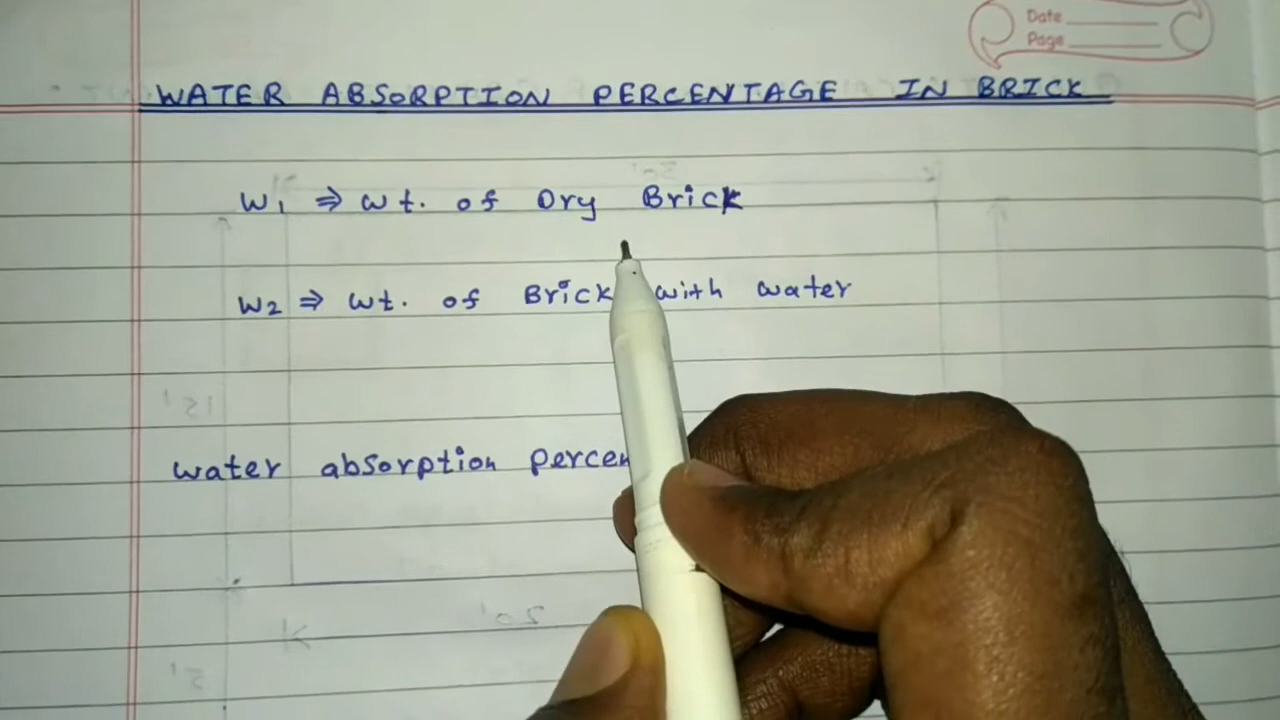 Date
Page
WATER ABSORPTION PERCENTAGE IN BRICK
W1 ⇒ wt. of Dry Brick
W2 ⇒ wt. of Brick with water
water absorption percen